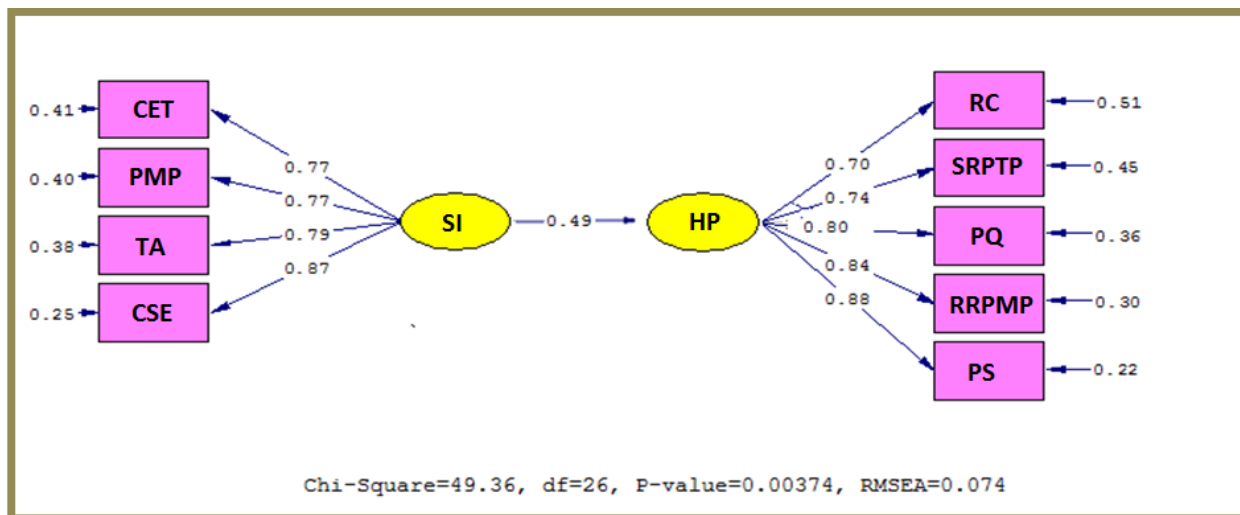 0.41 CET 0.77
0.40 PMP 0.77
0.38 TA 0.79
0.25 CSE 0.87
SI 0.49 HP
0.70 RC 0.51
0.74 SRPTP 0.45
0.80 PQ 0.36
0.84 RRPMP 0.30
0.88 PS 0.22
Chi-Square=49.36, df=26, P-value=0.00374, RMSEA=0.074